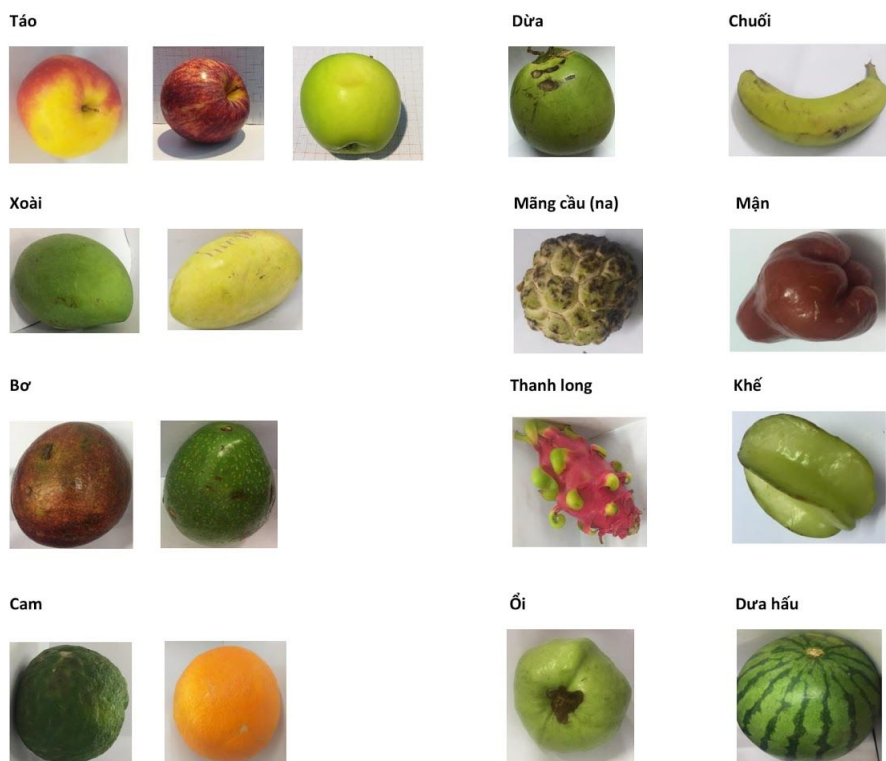 Táo
Dừa
Chuối
Xoài
Mãng cầu (na)
Mận
Bơ
Thanh long
Khế
Cam
Ổi
Dưa hấu